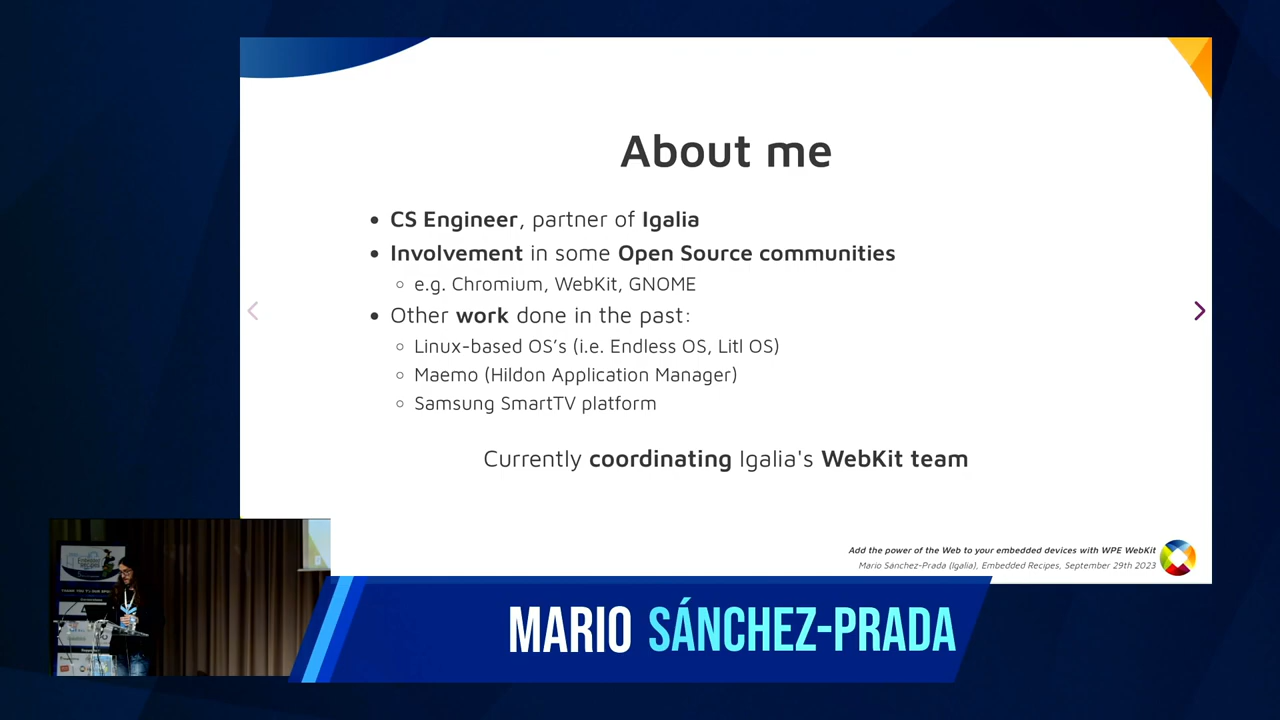 About me
CS Engineer, partner of Igalia
Involvement in some Open Source communities
e.g. Chromium, WebKit, GNOME
Other work done in the past:
Linux-based OS’s (i.e. Endless OS, Litl OS)
Maemo (Hildon Application Manager)
Samsung SmartTV platform
Currently coordinating Igalia's WebKit team
Add the power of the Web to your embedded devices with WPE WebKit
Mario Sánchez-Prada (Igalia), Embedded Recipes, September 29th 2023
MARIO SÁNCHEZ-PRADA